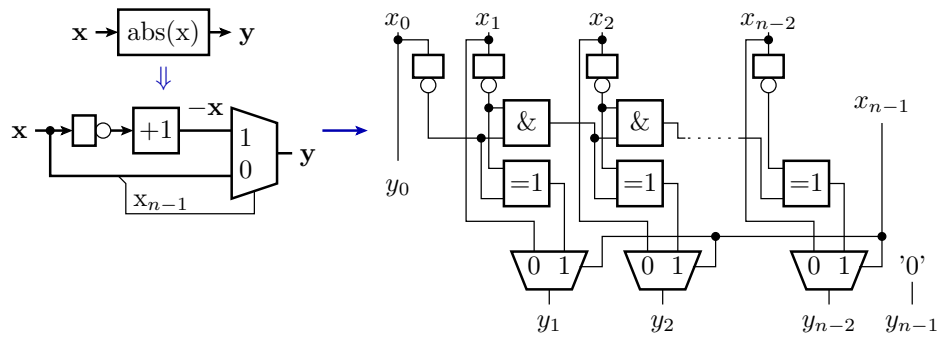 x abs(x) y
⇓
x +1 −x 1 0 y
x_{n−1}
x_0 x_1 x_2 x_{n−2}
x_{n−1}
& &
=1 =1 =1
y_0
0 1 0 1 0 1 '0'
y_1 y_2 y_{n−2} y_{n−1}